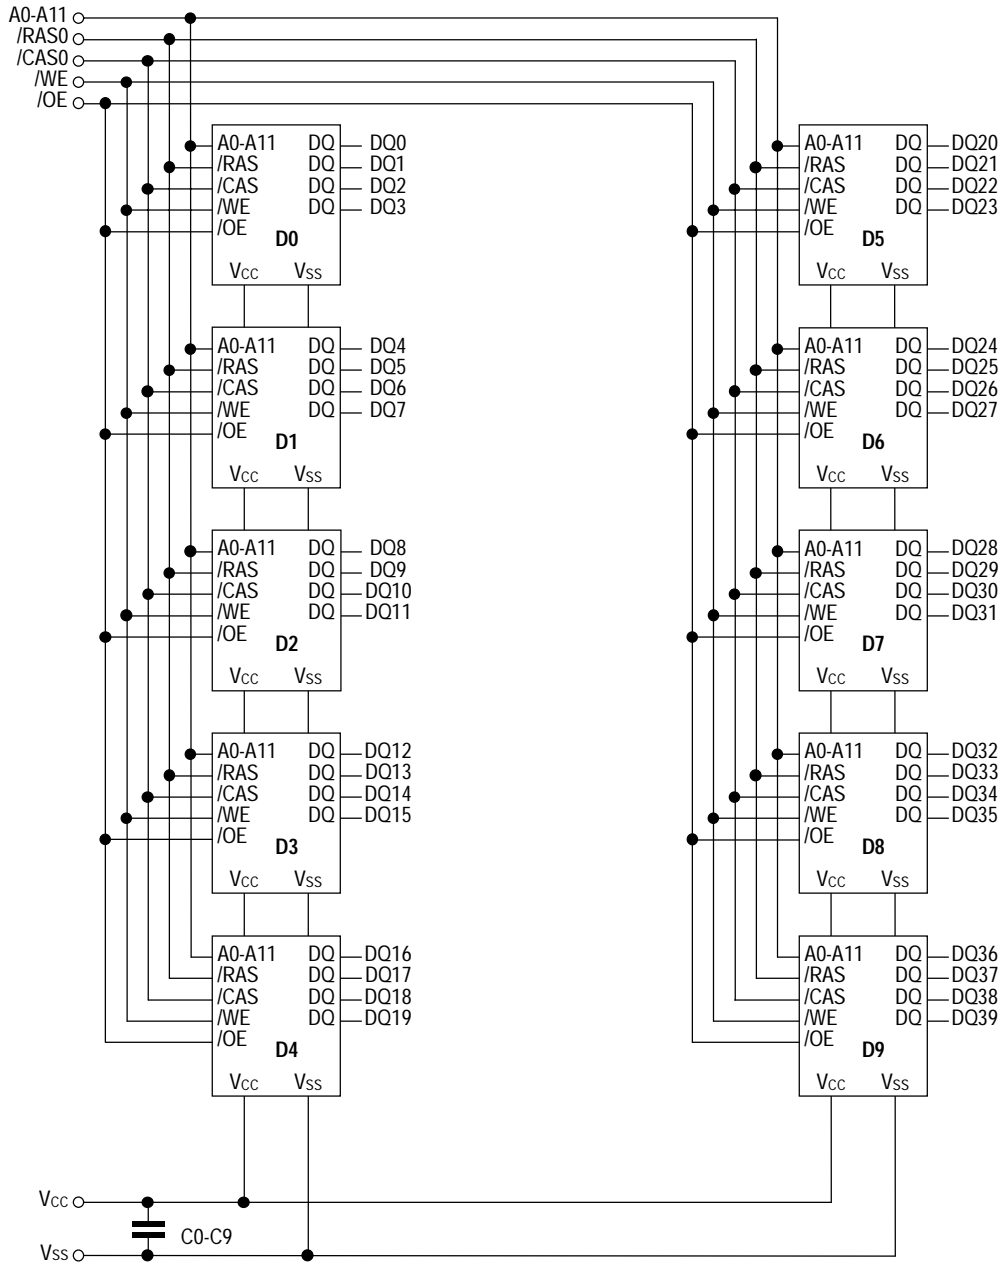 A0-A11
/RAS0
/CAS0
/WE
/OE
A0-A11 DQ DQ0
/RAS DQ DQ1
/CAS DQ DQ2
/WE DQ DQ3
/OE
D0
Vcc Vss
A0-A11 DQ DQ4
/RAS DQ DQ5
/CAS DQ DQ6
/WE DQ DQ7
/OE
D1
Vcc Vss
A0-A11 DQ DQ8
/RAS DQ DQ9
/CAS DQ DQ10
/WE DQ DQ11
/OE
D2
Vcc Vss
A0-A11 DQ DQ12
/RAS DQ DQ13
/CAS DQ DQ14
/WE DQ DQ15
/OE
D3
Vcc Vss
A0-A11 DQ DQ16
/RAS DQ DQ17
/CAS DQ DQ18
/WE DQ DQ19
/OE
D4
Vcc Vss
A0-A11 DQ DQ20
/RAS DQ DQ21
/CAS DQ DQ22
/WE DQ DQ23
/OE
D5
Vcc Vss
A0-A11 DQ DQ24
/RAS DQ DQ25
/CAS DQ DQ26
/WE DQ DQ27
/OE
D6
Vcc Vss
A0-A11 DQ DQ28
/RAS DQ DQ29
/CAS DQ DQ30
/WE DQ DQ31
/OE
D7
Vcc Vss
A0-A11 DQ DQ32
/RAS DQ DQ33
/CAS DQ DQ34
/WE DQ DQ35
/OE
D8
Vcc Vss
A0-A11 DQ DQ36
/RAS DQ DQ37
/CAS DQ DQ38
/WE DQ DQ39
/OE
D9
Vcc Vss
Vcc
C0-C9
Vss